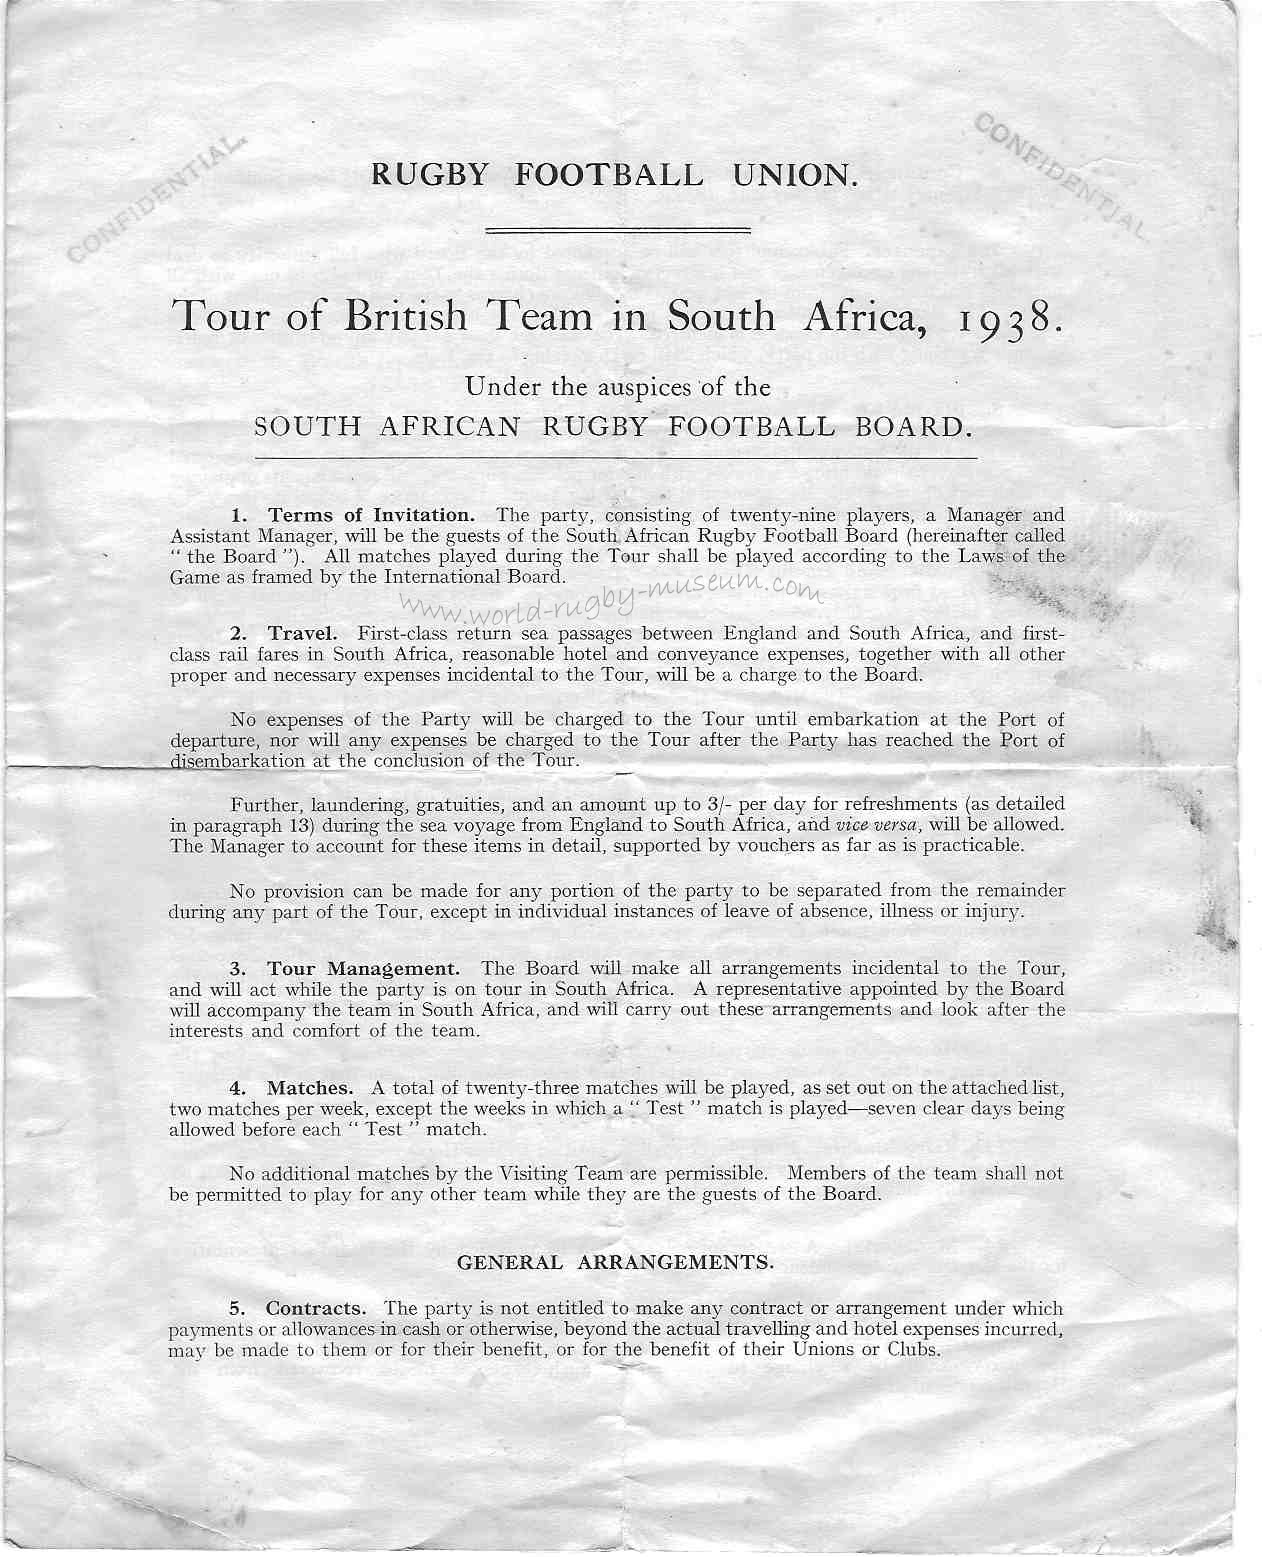 CONFIDENTIAL.
CONFIDENTIAL
RUGBY FOOTBALL UNION.
Tour of British Team in South Africa, 1938.
Under the auspices of the
SOUTH AFRICAN RUGBY FOOTBALL BOARD.
1. Terms of Invitation. The party, consisting of twenty-nine players, a Manager and
Assistant Manager, will be the guests of the South African Rugby Football Board (hereinafter called
“ the Board ”). All matches played during the Tour shall be played according to the Laws of the
Game as framed by the International Board.
www.world-rugby-museum.com
2. Travel. First-class return sea passages between England and South Africa, and first-
class rail fares in South Africa, reasonable hotel and conveyance expenses, together with all other
proper and necessary expenses incidental to the Tour, will be a charge to the Board.
No expenses of the Party will be charged to the Tour until embarkation at the Port of
departure, nor will any expenses be charged to the Tour after the Party has reached the Port of
disembarkation at the conclusion of the Tour.
Further, laundering, gratuities, and an amount up to 3/- per day for refreshments (as detailed
in paragraph 13) during the sea voyage from England to South Africa, and vice versa, will be allowed.
The Manager to account for these items in detail, supported by vouchers as far as is practicable.
No provision can be made for any portion of the party to be separated from the remainder
during any part of the Tour, except in individual instances of leave of absence, illness or injury.
3. Tour Management. The Board will make all arrangements incidental to the Tour,
and will act while the party is on tour in South Africa. A representative appointed by the Board
will accompany the team in South Africa, and will carry out these arrangements and look after the
interests and comfort of the team.
4. Matches. A total of twenty-three matches will be played, as set out on the attached list,
two matches per week, except the weeks in which a “ Test ” match is played—seven clear days being
allowed before each “ Test ” match.
No additional matches by the Visiting Team are permissible. Members of the team shall not
be permitted to play for any other team while they are the guests of the Board.
GENERAL ARRANGEMENTS.
5. Contracts. The party is not entitled to make any contract or arrangement under which
payments or allowances in cash or otherwise, beyond the actual travelling and hotel expenses incurred,
may be made to them or for their benefit, or for the benefit of their Unions or Clubs.